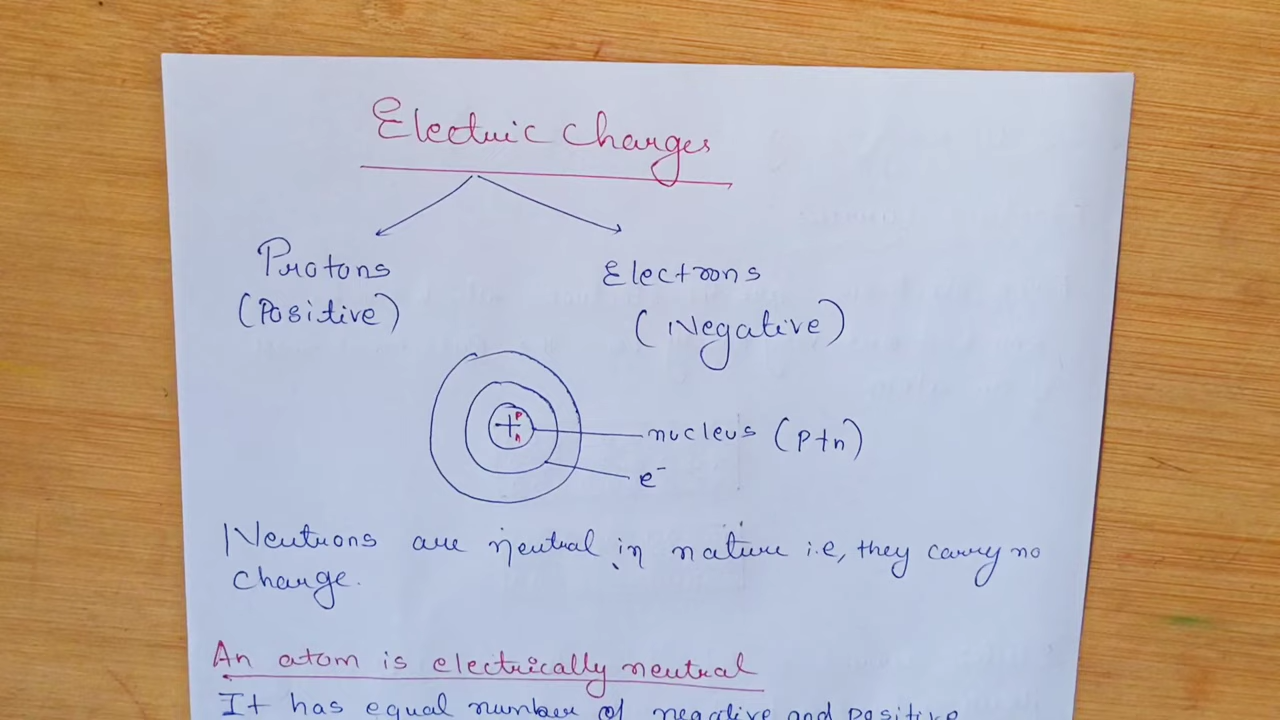 Electric Charges
Protons
(Positive)
Electrons
(Negative)
P
n
+
nucleus (p+n)
e⁻
Neutrons are neutral in nature i.e, they carry no
charge.
An atom is electrically neutral
It has equal number of negative and positive